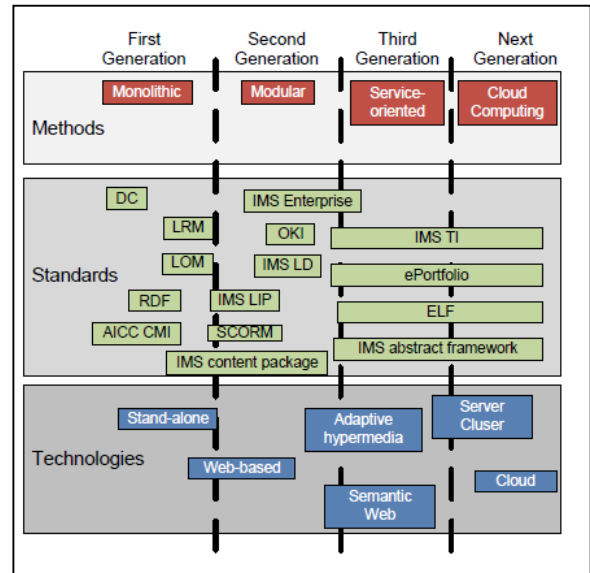 First
Generation
Second
Generation
Third
Generation
Next
Generation
Methods
Monolithic
Modular
Service-
oriented
Cloud
Computing
Standards
DC
IMS Enterprise
LRM
OKI
IMS TI
LOM
IMS LD
ePortfolio
RDF
IMS LIP
ELF
AICC CMI
SCORM
IMS abstract framework
IMS content package
Technologies
Stand-alone
Adaptive
hypermedia
Server
Cluser
Web-based
Semantic
Web
Cloud